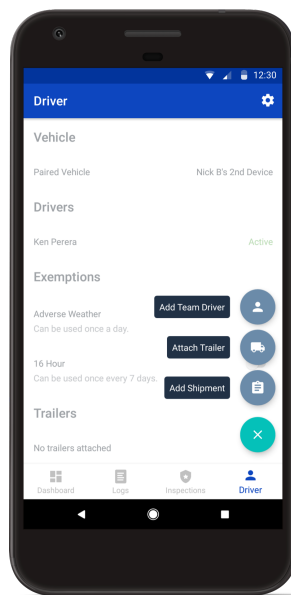 12:30
Driver
Vehicle
Paired Vehicle Nick B's 2nd Device
Drivers
Ken Perera Active
Exemptions
Adverse Weather
Can be used once a day.
Add Team Driver
Attach Trailer
16 Hour
Can be used once every 7 days.
Add Shipment
Trailers
No trailers attached
Dashboard Logs Inspections Driver